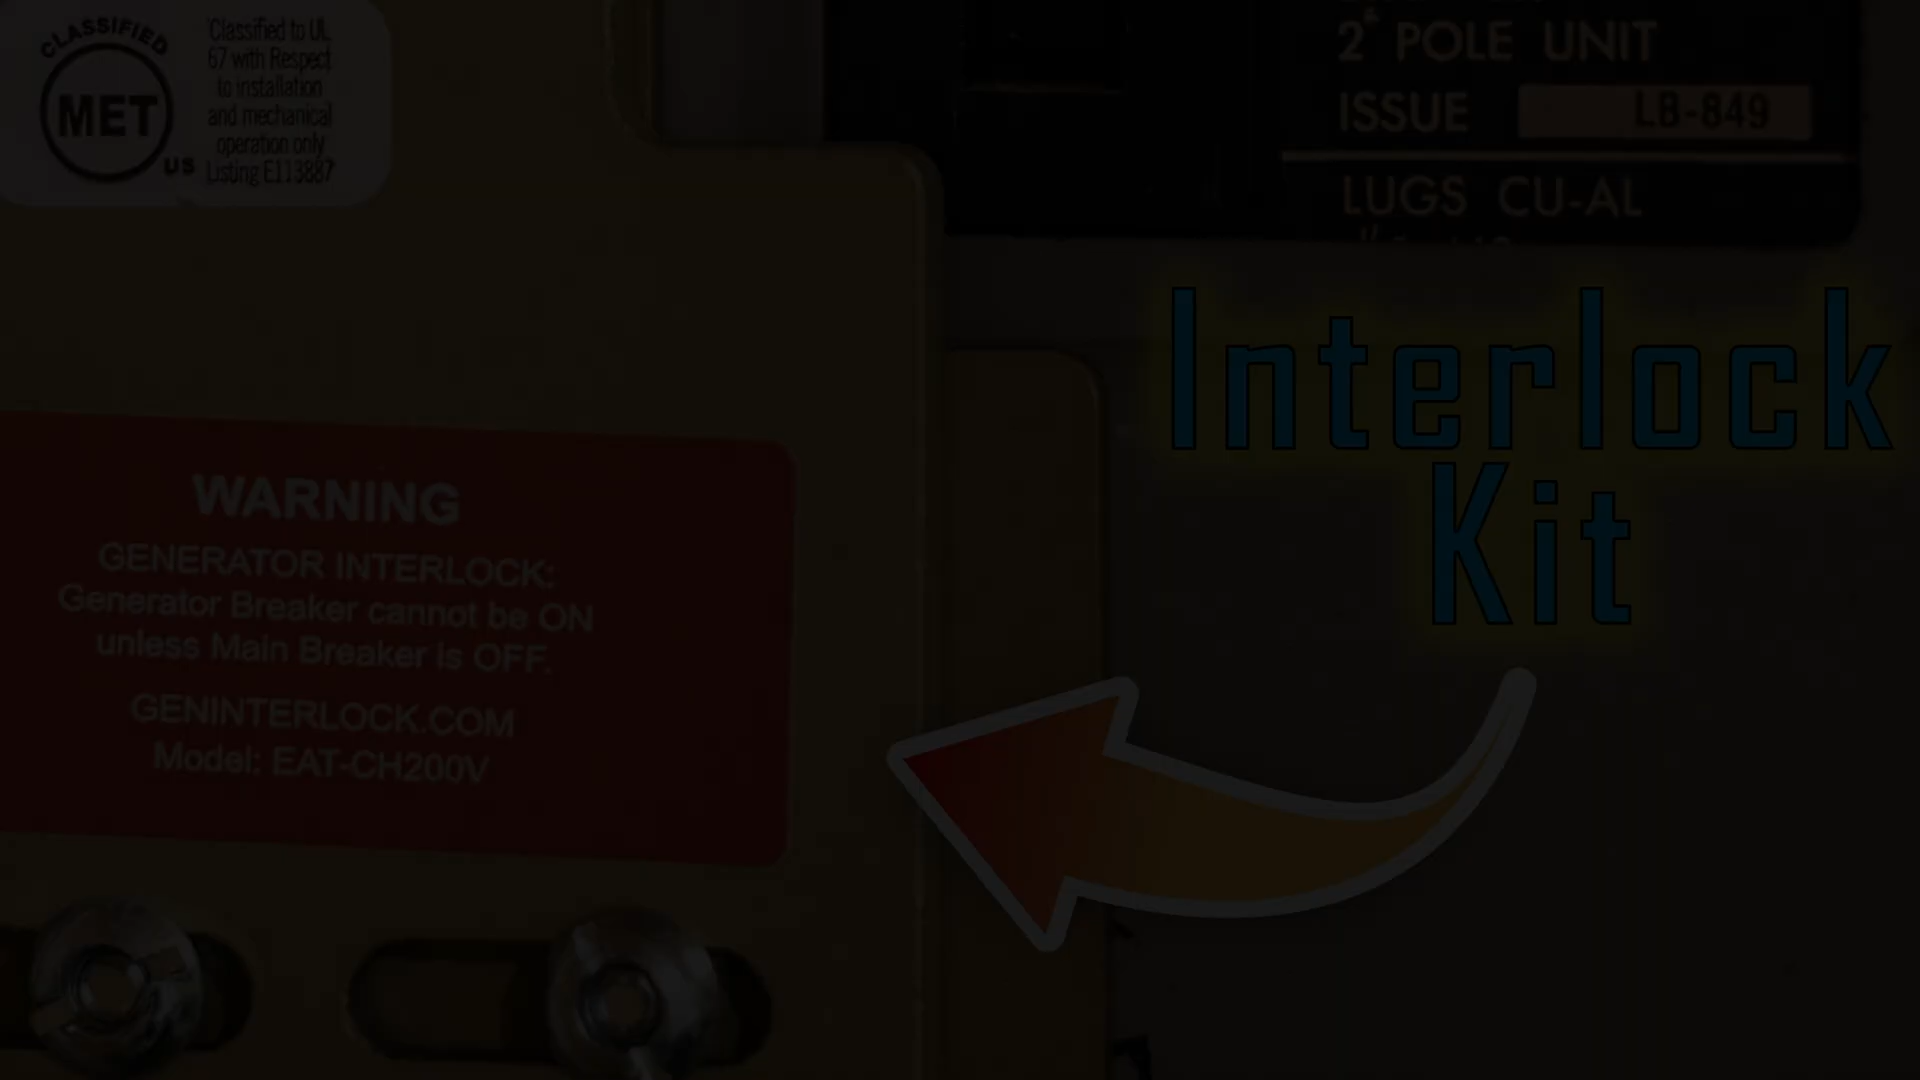 CLASSIFIED
MET
US
Classified to UL
67 with Respect
to installation
and mechanical
operation only
Listing E113887
2 POLE UNIT
ISSUE LB-849
LUGS CU-AL
Interlock
Kit
WARNING
GENERATOR INTERLOCK:
Generator Breaker cannot be ON
unless Main Breaker is OFF.
GENINTERLOCK.COM
Model: EAT-CH200V